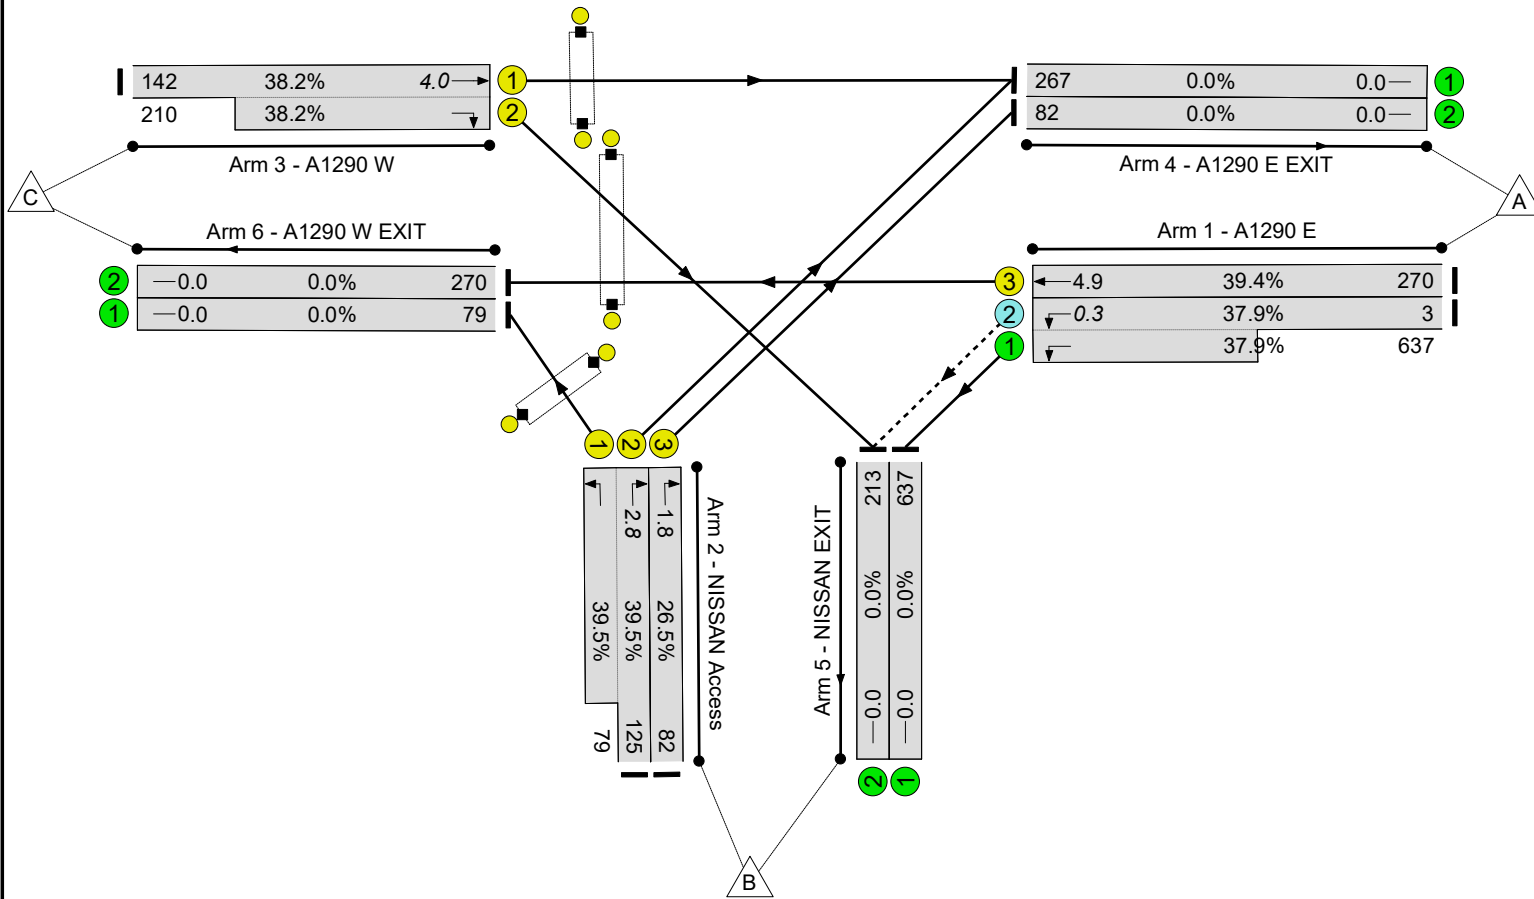 142 38.2% 4.0 1
210 38.2% 2
Arm 3 - A1290 W
267 0.0% 0.0 1
82 0.0% 0.0 2
Arm 4 - A1290 E EXIT
C
A
Arm 6 - A1290 W EXIT
2 0.0 0.0% 270
1 0.0 0.0% 79
Arm 1 - A1290 E
3 4.9 39.4% 270
2 0.3 37.9% 3
1 37.9% 637
1 2 3
39.5% 79
2.8 39.5% 125
1.8 26.5% 82
Arm 2 - NISSAN Access
Arm 5 - NISSAN EXIT
213 0.0% 0.0 2
637 0.0% 0.0 1
B